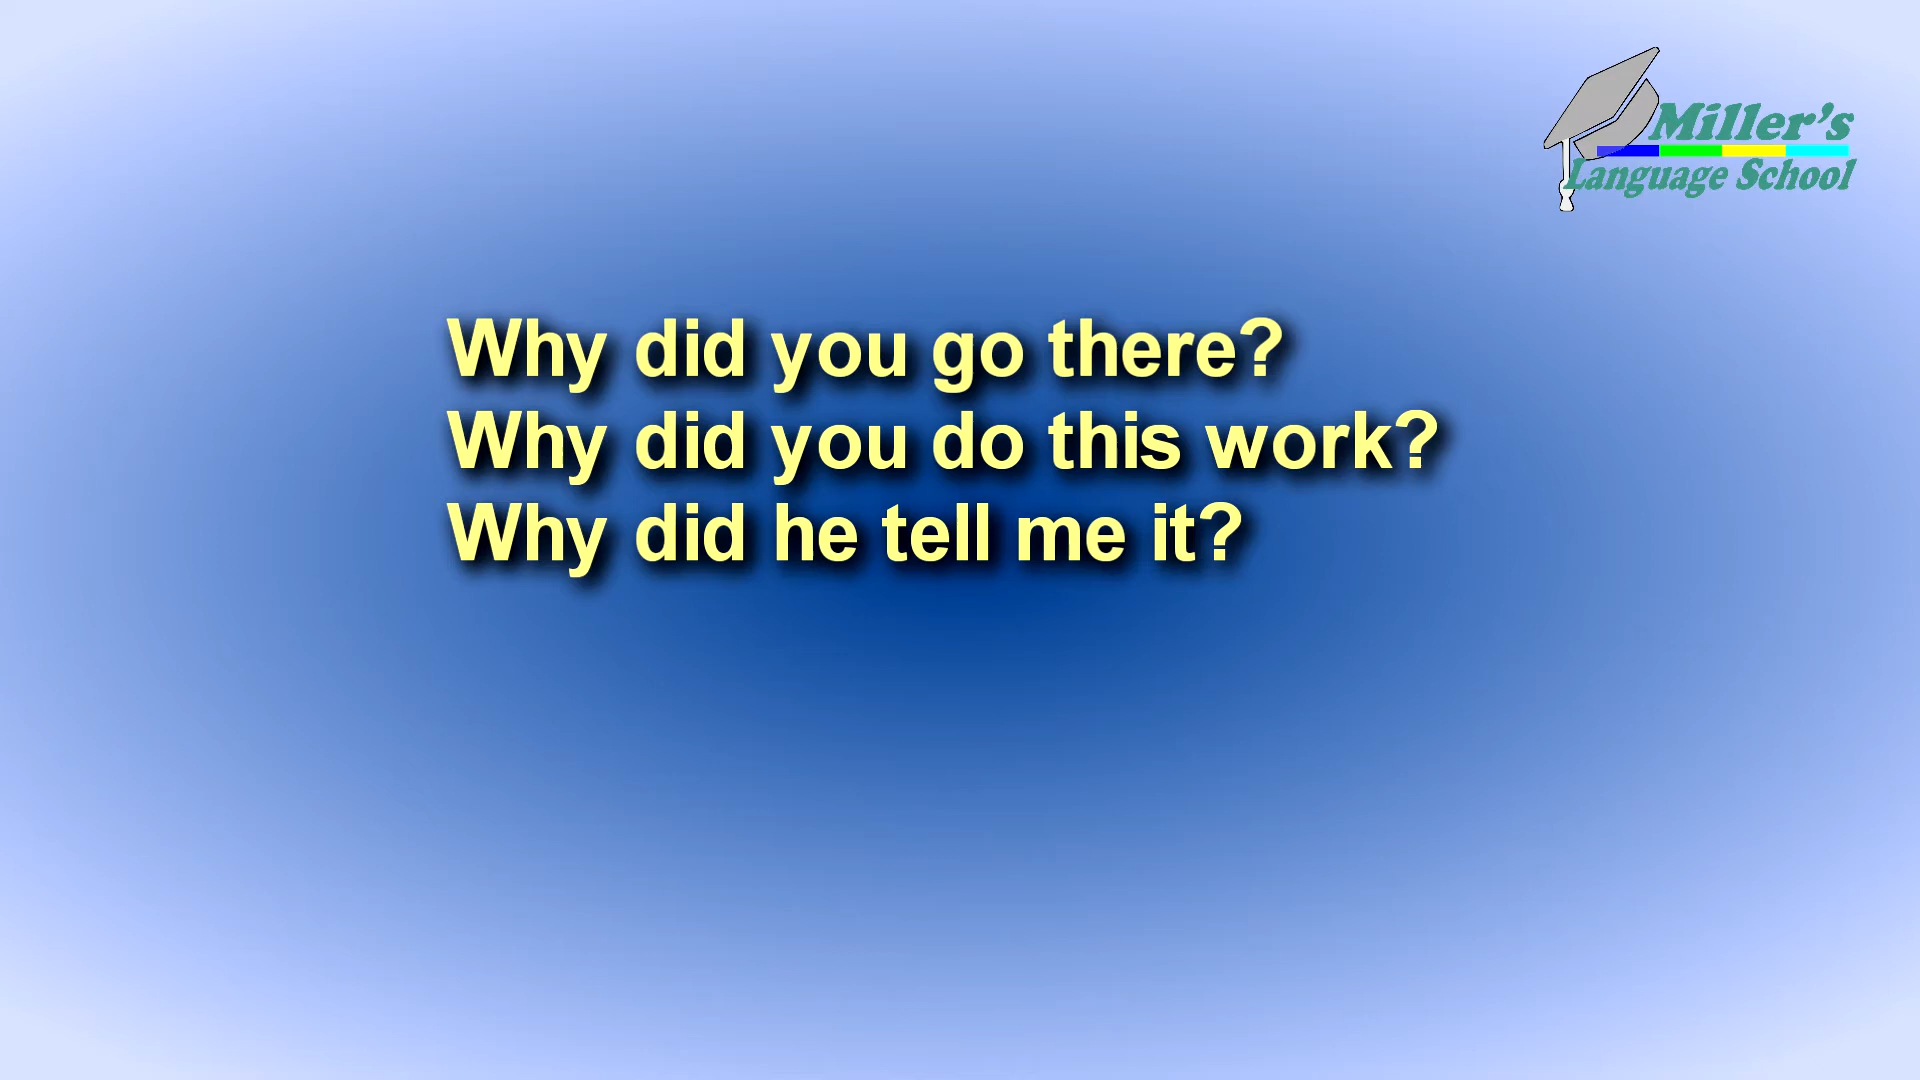 Miller's
Language School
Why did you go there?
Why did you do this work?
Why did he tell me it?